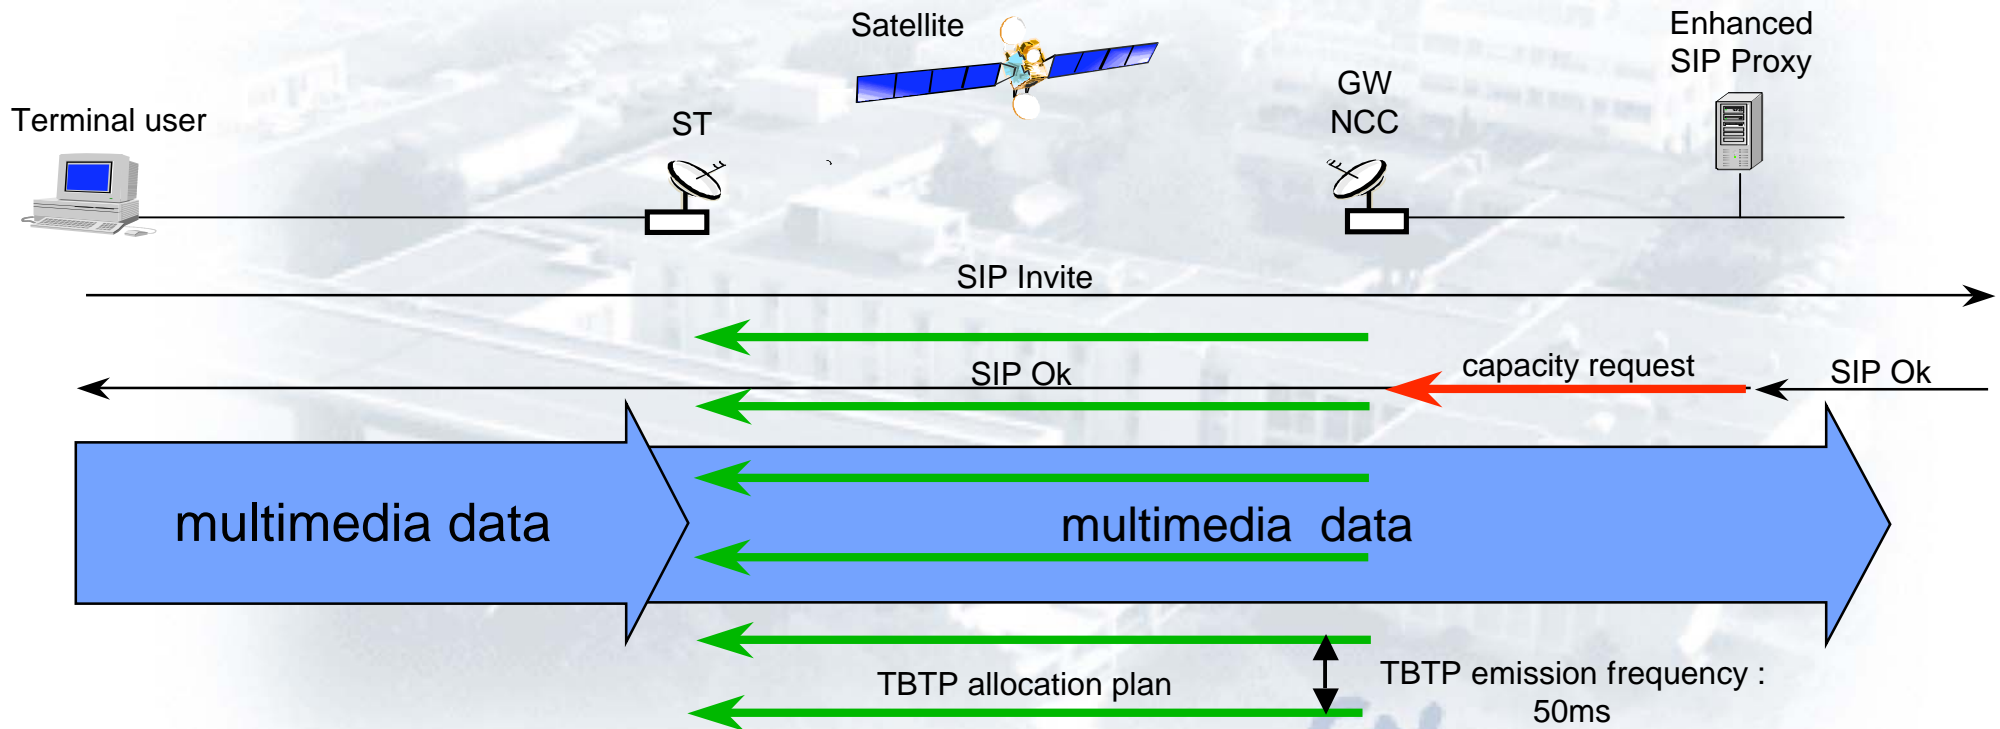 Satellite
Enhanced
SIP Proxy
GW
NCC
Terminal user
ST
SIP Invite
capacity request
SIP Ok
SIP Ok
multimedia data
multimedia data
TBTP allocation plan
TBTP emission frequency :
50ms